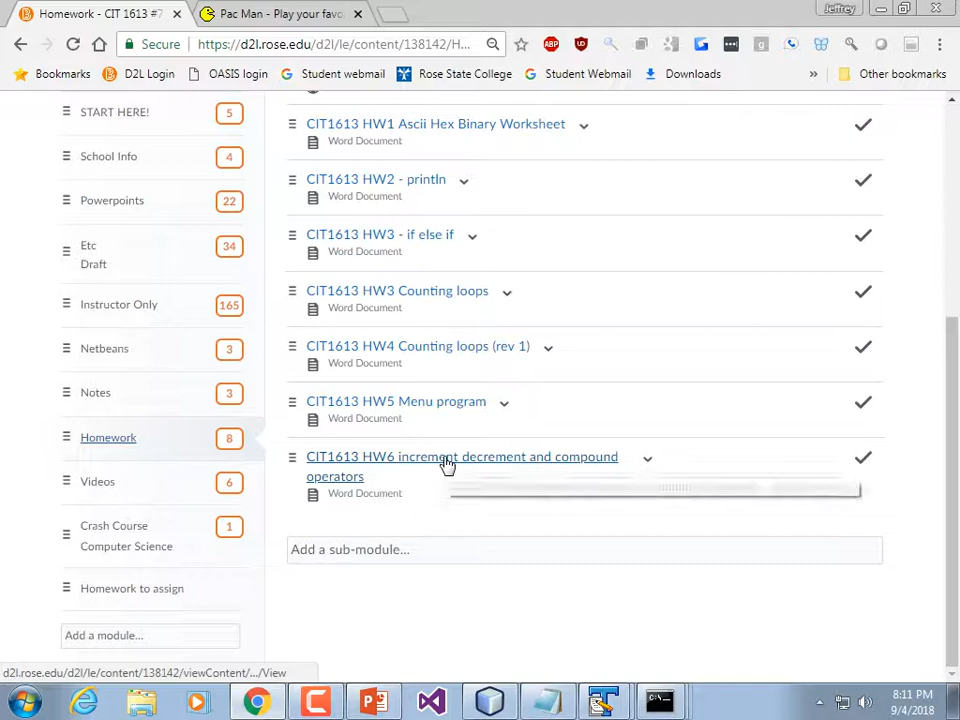 Homework - CIT 1613 #7
Pac Man - Play your favo
Jeffrey
Secure
https://d2l.rose.edu/d2l/le/content/138142/H...
Bookmarks
D2L Login
OASIS login
Student webmail
Rose State College
Student Webmail
Downloads
»
Other bookmarks
START HERE!
5
School Info
4
Powerpoints
22
Etc
Draft
34
Instructor Only
165
Netbeans
3
Notes
3
Homework
8
Videos
6
Crash Course
Computer Science
1
Homework to assign
Add a module...
CIT1613 HW1 Ascii Hex Binary Worksheet
Word Document
CIT1613 HW2 - println
Word Document
CIT1613 HW3 - if else if
Word Document
CIT1613 HW3 Counting loops
Word Document
CIT1613 HW4 Counting loops (rev 1)
Word Document
CIT1613 HW5 Menu program
Word Document
CIT1613 HW6 increment decrement and compound
operators
Word Document
Add a sub-module...
d2l.rose.edu/d2l/le/content/138142/viewContent/.../View
8:11 PM
9/4/2018